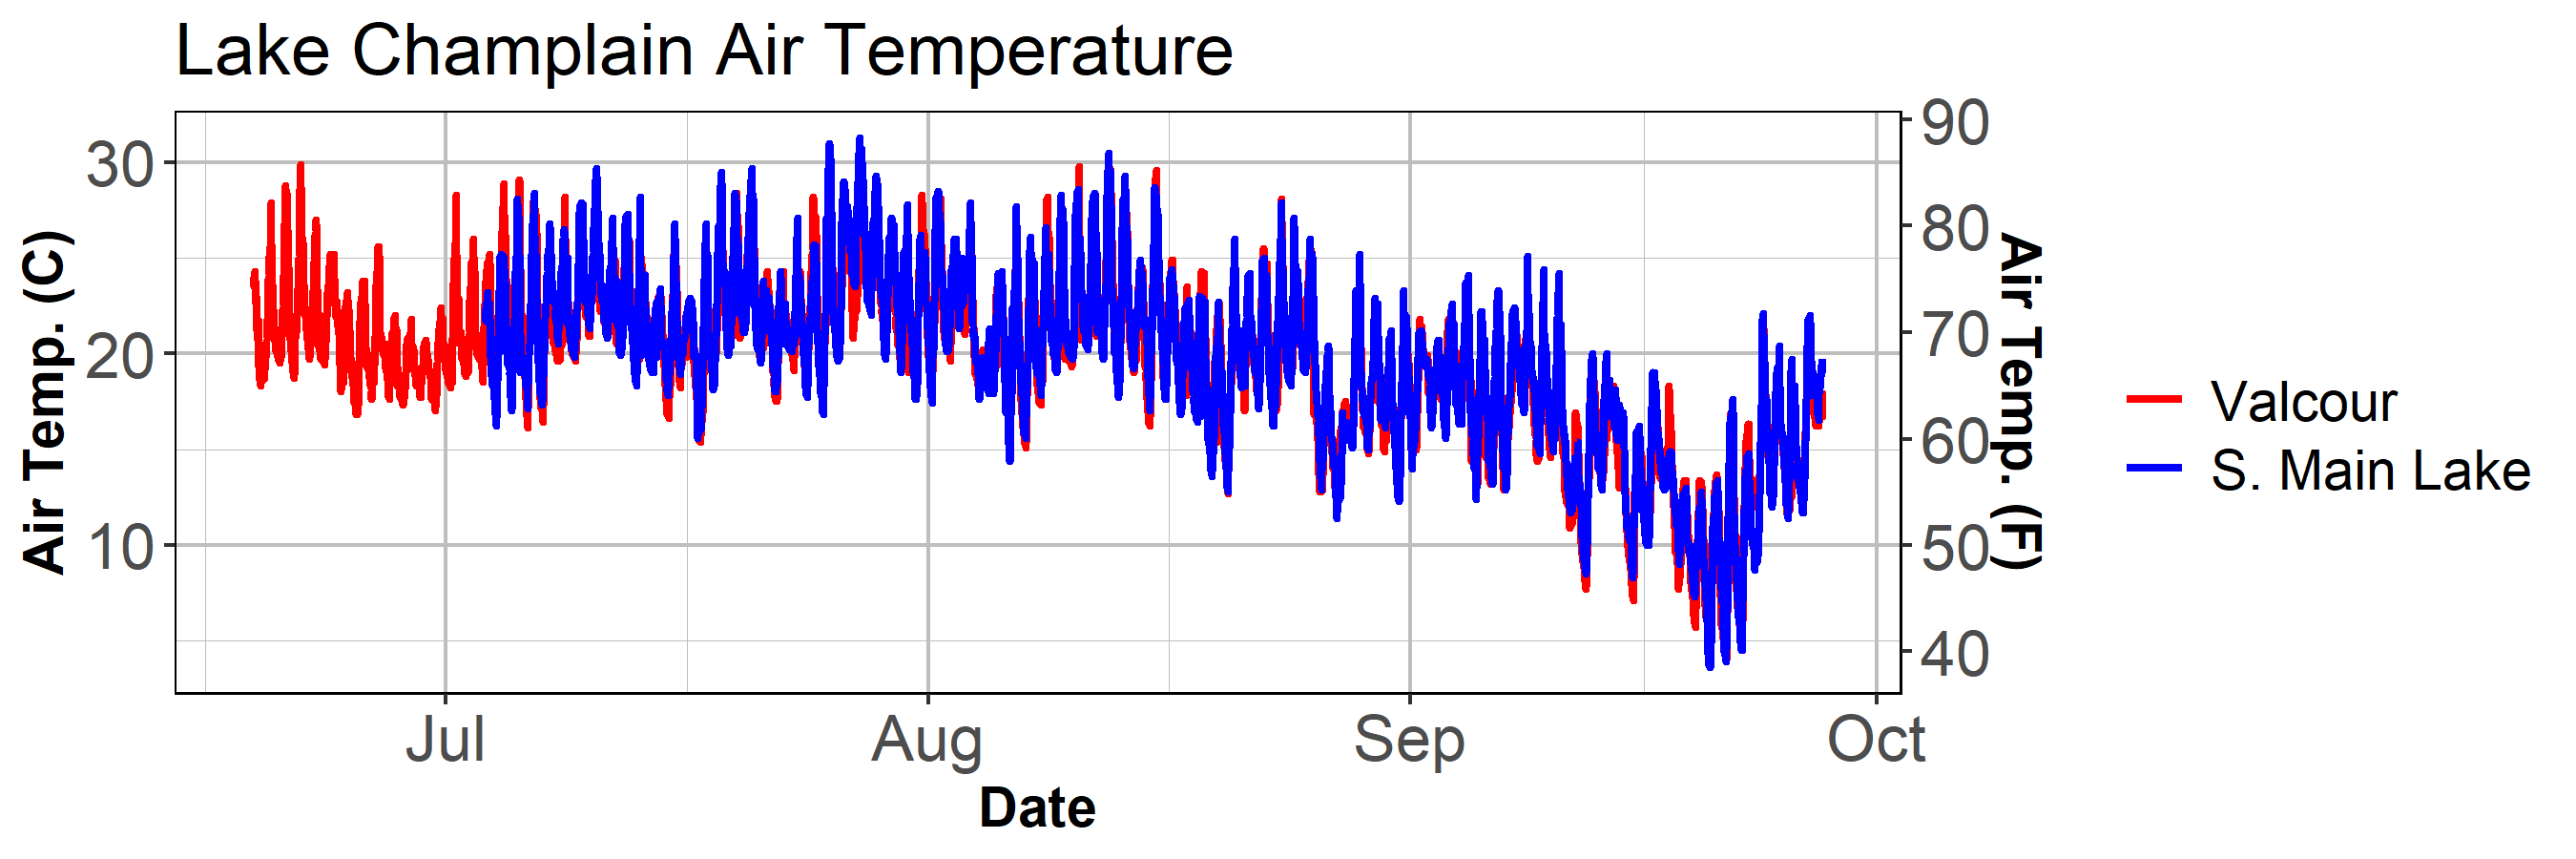 Lake Champlain Air Temperature
Air Temp. (C)
30
20
10
90
80
70
60
50
40
Air Temp. (F)
Jul Aug Sep Oct
Date
Valcour
S. Main Lake